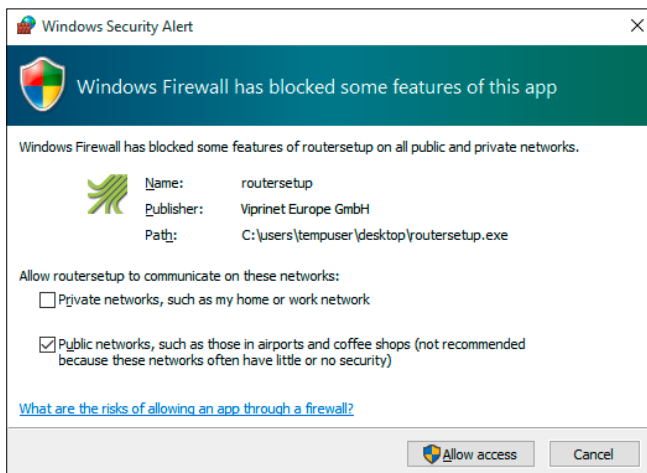 Windows Security Alert
Windows Firewall has blocked some features of this app
Windows Firewall has blocked some features of routersetup on all public and private networks.
Name: routersetup
Publisher: Viprinet Europe GmbH
Path: C:\users\tempuser\desktop\routersetup.exe
Allow routersetup to communicate on these networks:
Private networks, such as my home or work network
Public networks, such as those in airports and coffee shops (not recommended
because these networks often have little or no security)
What are the risks of allowing an app through a firewall?
Allow access Cancel